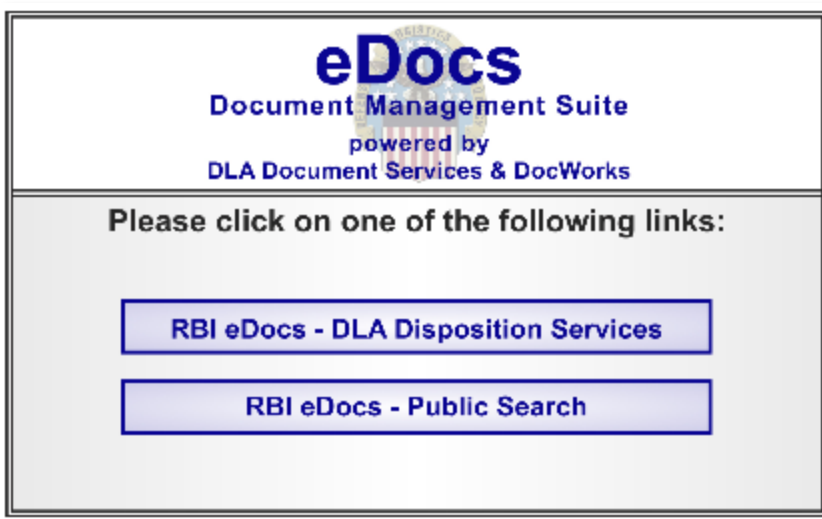 eDocs
Document Management Suite
powered by
DLA Document Services & DocWorks
Please click on one of the following links:
RBI eDocs - DLA Disposition Services
RBI eDocs - Public Search